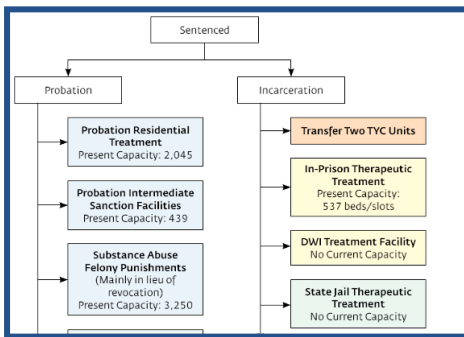 Sentenced
Probation
Incarceration
Probation Residential
Treatment
Present Capacity: 2,045
Probation Intermediate
Sanction Facilities
Present Capacity: 439
Substance Abuse
Felony Punishments
(Mainly in lieu of
revocation)
Present Capacity: 3,250
Transfer Two TYC Units
In-Prison Therapeutic
Treatment
Present Capacity:
537 beds/slots
DWI Treatment Facility
No Current Capacity
State Jail Therapeutic
Treatment
No Current Capacity